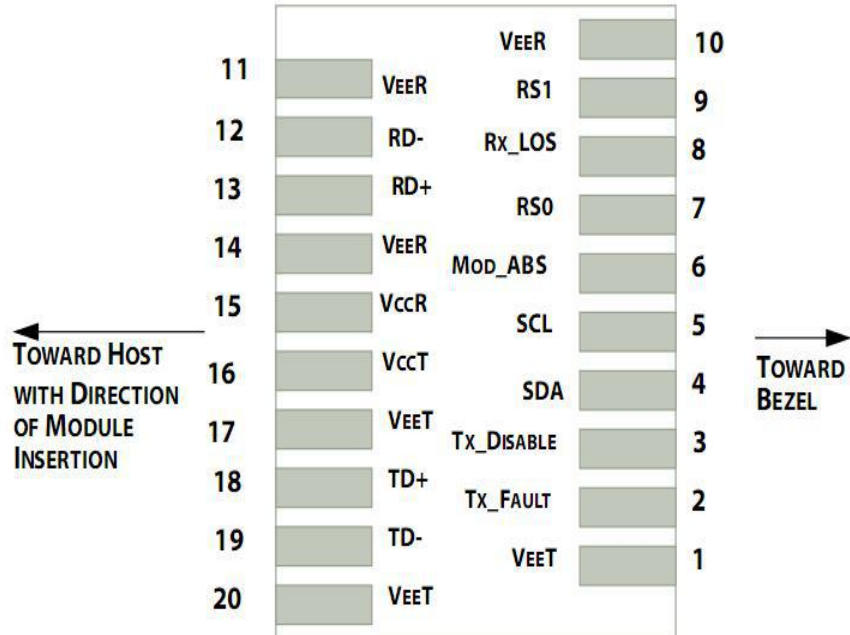 11 VEER
12 RD-
13 RD+
14 VEER
15 VCCR
16 VCCT
17 VEET
18 TD+
19 TD-
20 VEET
VEER 10
RS1 9
RX_LOS 8
RS0 7
MOD_ABS 6
SCL 5
SDA 4
TX_DISABLE 3
TX_FAULT 2
VEET 1
TOWARD HOST
WITH DIRECTION
OF MODULE
INSERTION
TOWARD
BEZEL